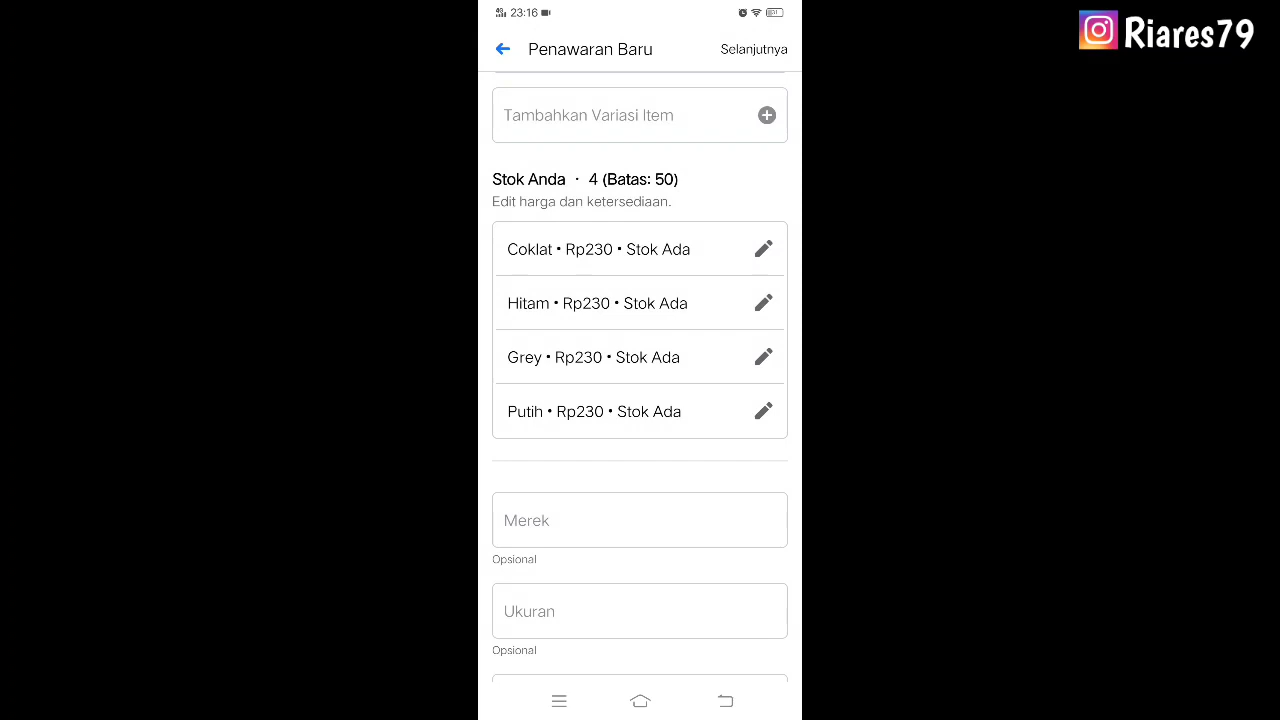 4G 23:16 31
Riares79
Penawaran Baru Selanjutnya
Tambahkan Variasi Item
Stok Anda · 4 (Batas: 50)
Edit harga dan ketersediaan.
Coklat • Rp230 • Stok Ada
Hitam • Rp230 • Stok Ada
Grey • Rp230 • Stok Ada
Putih • Rp230 • Stok Ada
Merek
Opsional
Ukuran
Opsional